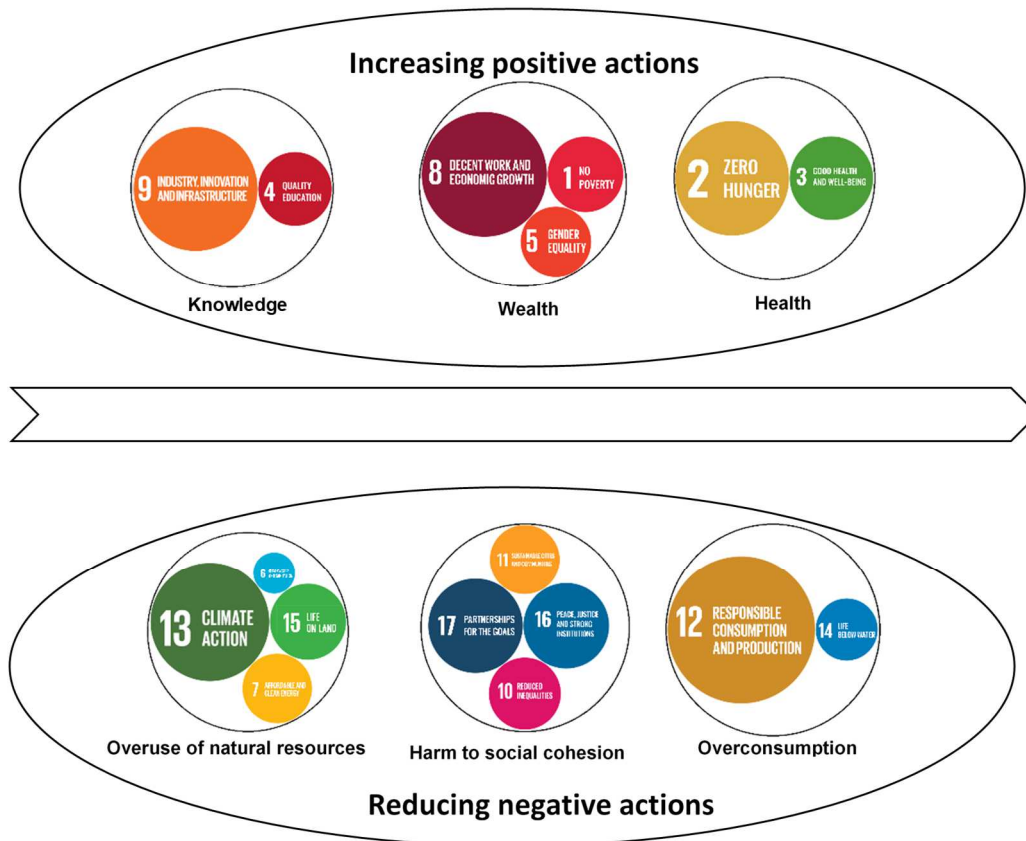 Increasing positive actions
9 INDUSTRY, INNOVATION
AND INFRASTRUCTURE
4 QUALITY
EDUCATION
Knowledge
8 DECENT WORK AND
ECONOMIC GROWTH
1 NO
POVERTY
5 GENDER
EQUALITY
Wealth
2 ZERO
HUNGER
3 GOOD HEALTH
AND WELL-BEING
Health
13 CLIMATE
ACTION
6
15 LIFE
ON LAND
7 AFFORDABLE AND
CLEAN ENERGY
Overuse of natural resources
11 SUSTAINABLE CITIES
AND COMMUNITIES
17 PARTNERSHIPS
FOR THE GOALS
16 PEACE, JUSTICE
AND STRONG
INSTITUTIONS
10 REDUCED
INEQUALITIES
Harm to social cohesion
12 RESPONSIBLE
CONSUMPTION
AND PRODUCTION
14 LIFE
BELOW WATER
Overconsumption
Reducing negative actions